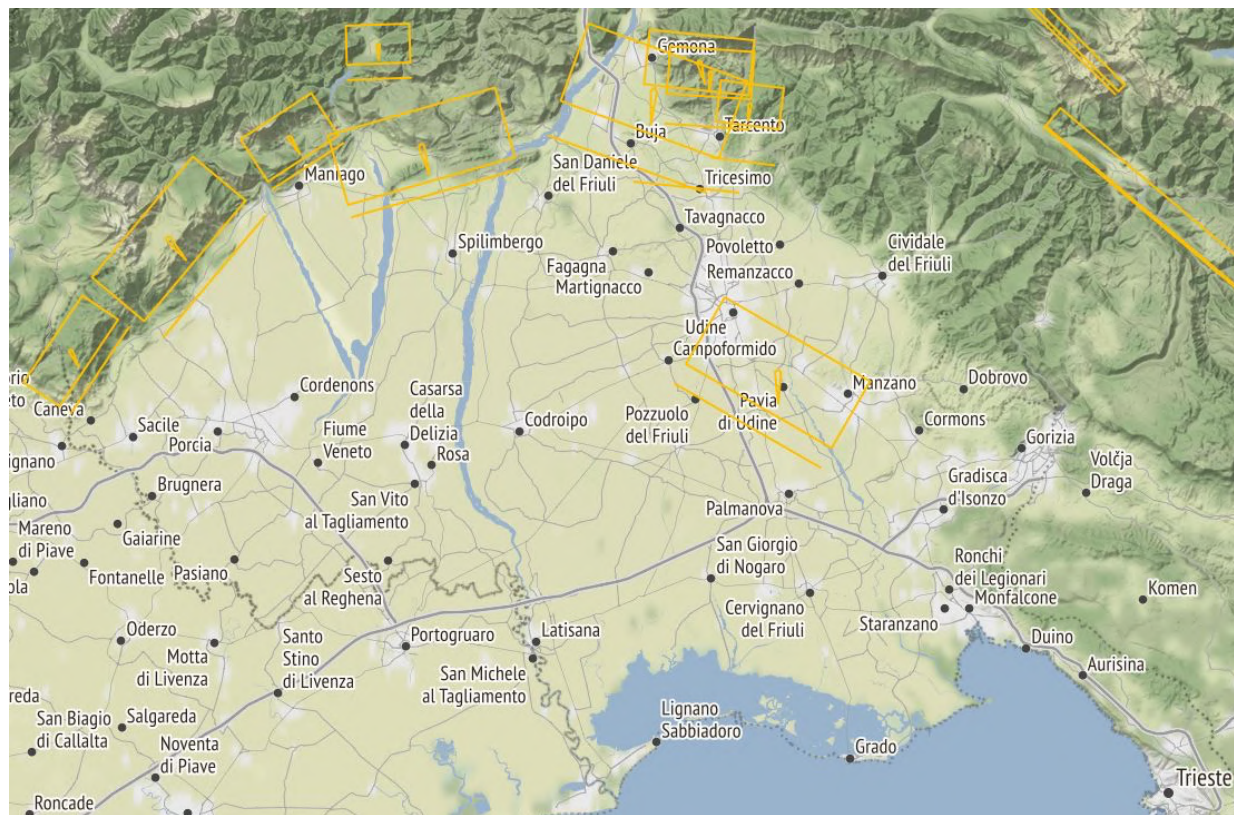 Gemona
Tarcento
Buja
San Daniele
del Friuli
Tricesimo
Maniago
Tavagnacco
Spilimbergo
Povoletto
Cividale
del Friuli
Fagagna
Martignacco
Remanzacco
Udine
Campoformido
Pavia
di Udine
Manzano
Dobrovo
Cordenons
Casarsa
della
Delizia
Caneva
Sacile
Porcia
Fiume
Veneto
Rosa
Codroipo
Pozzuolo
del Friuli
Cormons
Gorizia
Volčja
Draga
Brugnera
San Vito
al Tagliamento
Palmanova
Gradisca
d'Isonzo
Mareno
di Piave
Gaiarine
Fontanelle
Pasiano
Sesto
al Reghena
San Giorgio
di Nogaro
Cervignano
del Friuli
Ronchi
dei Legionari
Monfalcone
Staranzano
Komen
Oderzo
Motta
di Livenza
Santo
Stino
di Livenza
Portogruaro
Latisana
San Michele
al Tagliamento
Duino
Aurisina
San Biagio
di Callalta
Salgareda
Noventa
di Piave
Lignano
Sabbiadoro
Grado
Trieste
Roncade